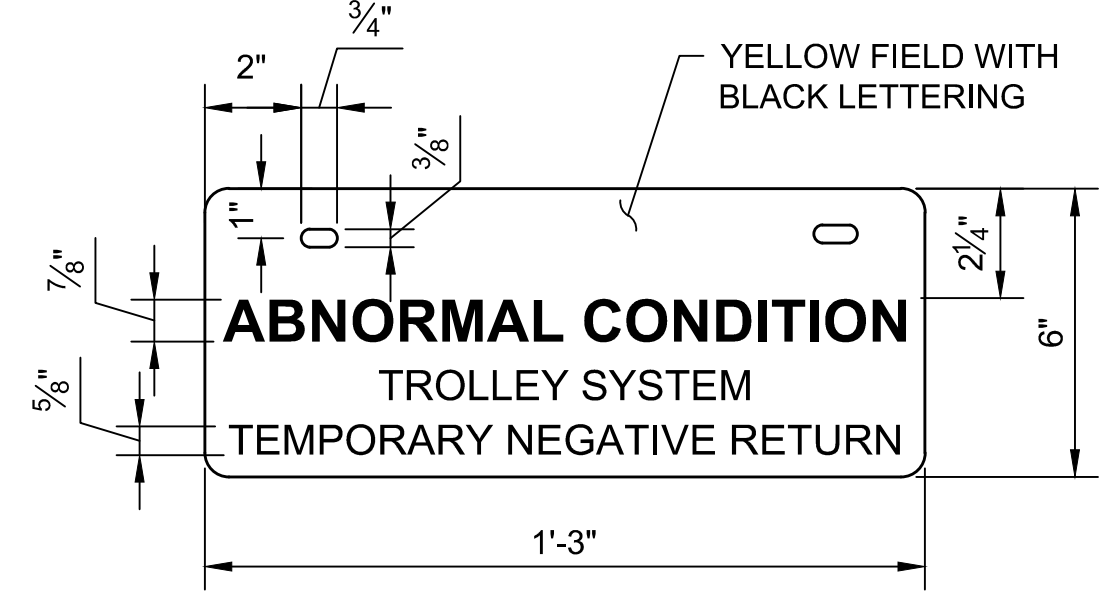 3/4"
2"
YELLOW FIELD WITH
BLACK LETTERING
3/8"
1"
2 1/4"
7/8"
ABNORMAL CONDITION
6"
TROLLEY SYSTEM
5/8"
TEMPORARY NEGATIVE RETURN
1'-3"